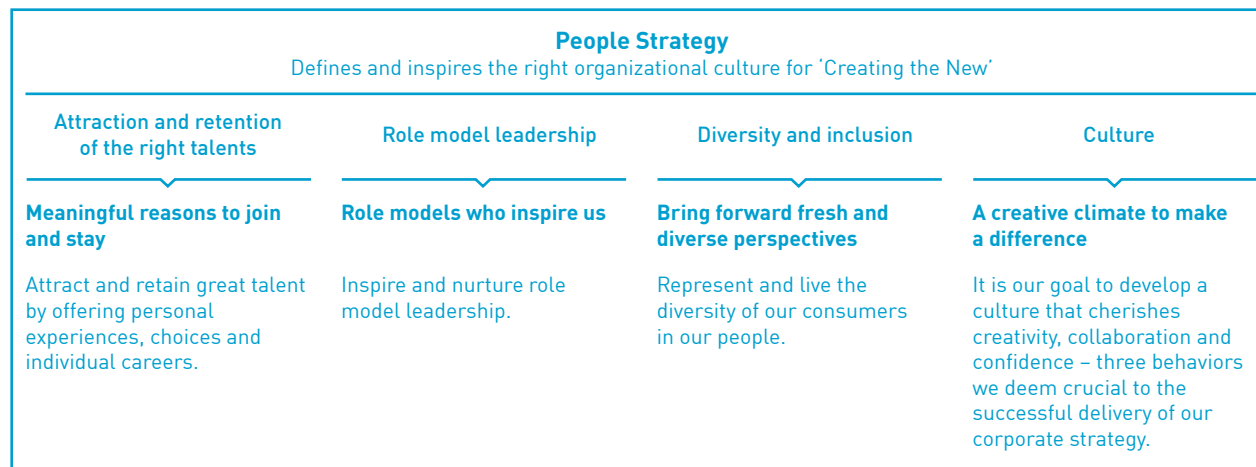 People Strategy
Defines and inspires the right organizational culture for ‘Creating the New’
Attraction and retention
of the right talents
Meaningful reasons to join
and stay
Attract and retain great talent
by offering personal
experiences, choices and
individual careers.
Role model leadership
Role models who inspire us
Inspire and nurture role
model leadership.
Diversity and inclusion
Bring forward fresh and
diverse perspectives
Represent and live the
diversity of our consumers
in our people.
Culture
A creative climate to make
a difference
It is our goal to develop a
culture that cherishes
creativity, collaboration and
confidence – three behaviors
we deem crucial to the
successful delivery of our
corporate strategy.